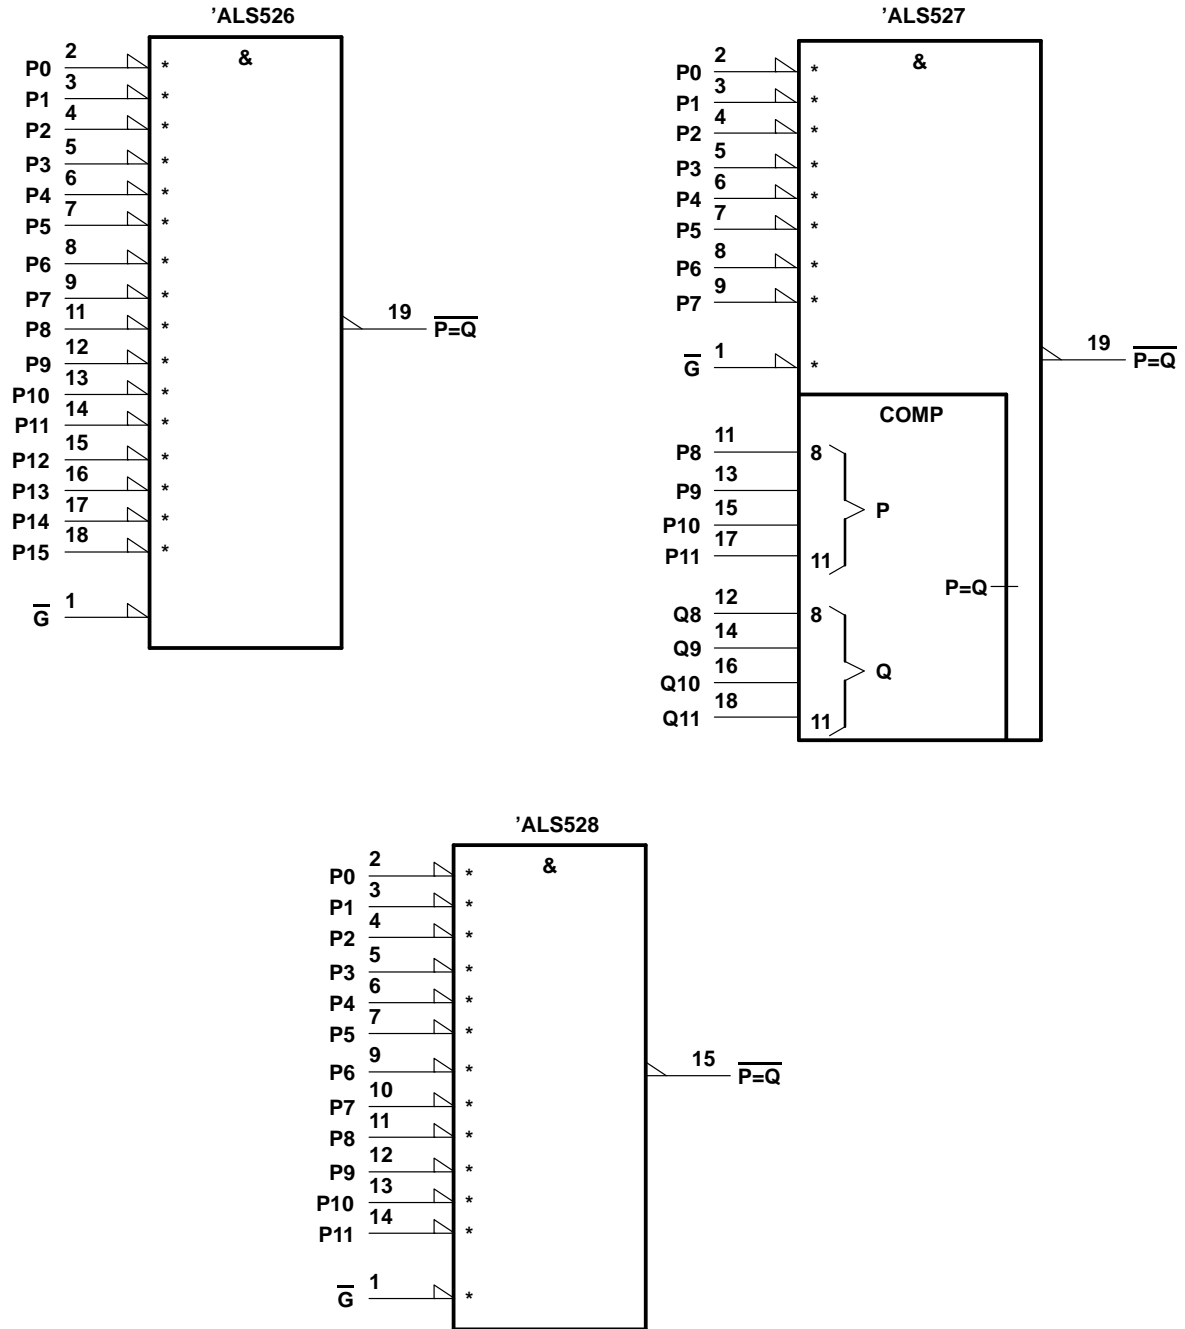 'ALS526
&
P0 2 *
P1 3 *
P2 4 *
P3 5 *
P4 6 *
P5 7 *
P6 8 *
P7 9 *
P8 11 *
P9 12 *
P10 13 *
P11 14 *
P12 15 *
P13 16 *
P14 17 *
P15 18 *
G̅ 1
19 P̅=̅Q̅
'ALS527
&
P0 2 *
P1 3 *
P2 4 *
P3 5 *
P4 6 *
P5 7 *
P6 8 *
P7 9 *
G̅ 1 *
19 P̅=̅Q̅
COMP
P8 11 8
P9 13
P
P10 15
P11 17 11
P=Q
Q8 12 8
Q9 14
Q
Q10 16
Q11 18 11
'ALS528
&
P0 2 *
P1 3 *
P2 4 *
P3 5 *
P4 6 *
P5 7 *
P6 9 *
P7 10 *
P8 11 *
P9 12 *
P10 13 *
P11 14 *
G̅ 1 *
15 P̅=̅Q̅